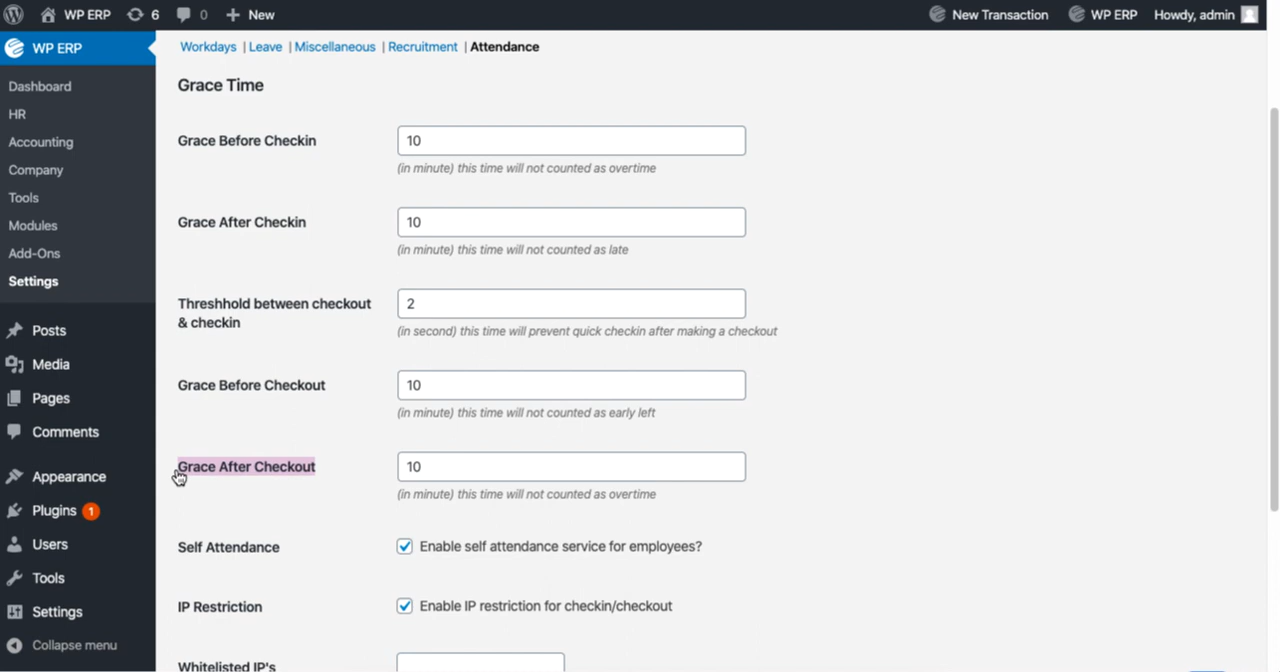 WP ERP 6 0 New New Transaction WP ERP Howdy, admin
WP ERP
Dashboard
HR
Accounting
Company
Tools
Modules
Add-Ons
Settings
Posts
Media
Pages
Comments
Appearance
Plugins 1
Users
Tools
Settings
Collapse menu
Workdays | Leave | Miscellaneous | Recruitment | Attendance
Grace Time
Grace Before Checkin 10
(in minute) this time will not counted as overtime
Grace After Checkin 10
(in minute) this time will not counted as late
Threshhold between checkout
& checkin
2
(in second) this time will prevent quick checkin after making a checkout
Grace Before Checkout 10
(in minute) this time will not counted as early left
Grace After Checkout 10
(in minute) this time will not counted as overtime
Self Attendance Enable self attendance service for employees?
IP Restriction Enable IP restriction for checkin/checkout
Whitelisted IP's